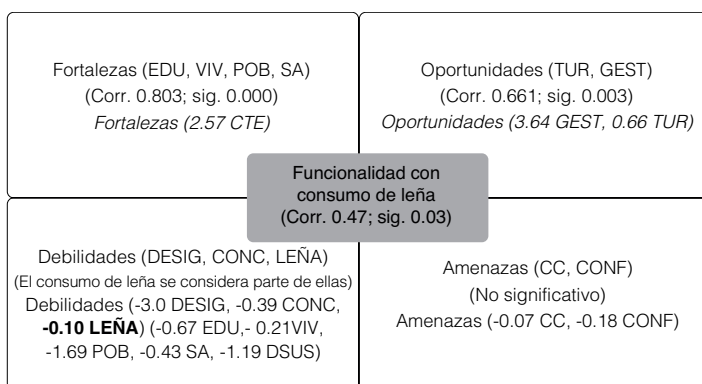 Fortalezas (EDU, VIV, POB, SA)
(Corr. 0.803; sig. 0.000)
Fortalezas (2.57 CTE)
Oportunidades (TUR, GEST)
(Corr. 0.661; sig. 0.003)
Oportunidades (3.64 GEST, 0.66 TUR)
Funcionalidad con
consumo de leña
(Corr. 0.47; sig. 0.03)
Debilidades (DESIG, CONC, LEÑA)
(El consumo de leña se considera parte de ellas)
Debilidades (-3.0 DESIG, -0.39 CONC,
-0.10 LEÑA) (-0.67 EDU,- 0.21VIV,
-1.69 POB, -0.43 SA, -1.19 DSUS)
Amenazas (CC, CONF)
(No significativo)
Amenazas (-0.07 CC, -0.18 CONF)